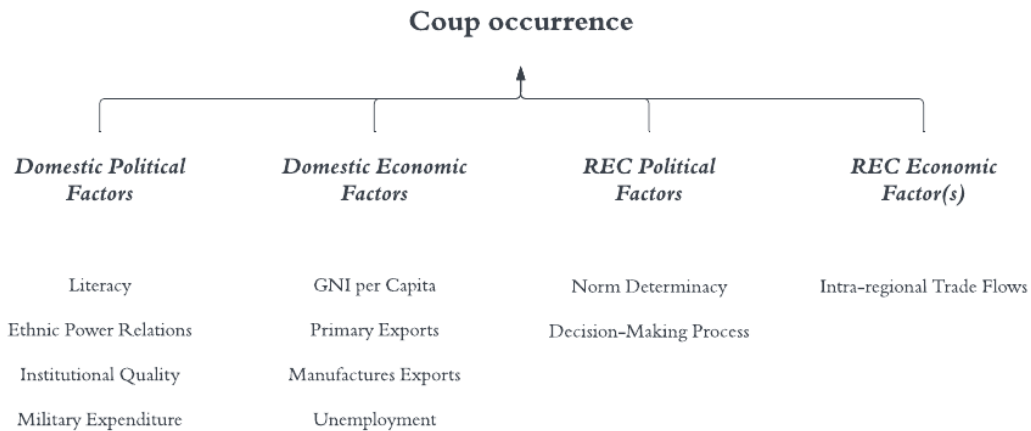 Coup occurrence
Domestic Political
Factors
Domestic Economic
Factors
REC Political
Factors
REC Economic
Factor(s)
Literacy
GNI per Capita
Norm Determinacy
Intra-regional Trade Flows
Ethnic Power Relations
Primary Exports
Decision-Making Process
Institutional Quality
Manufactures Exports
Military Expenditure
Unemployment